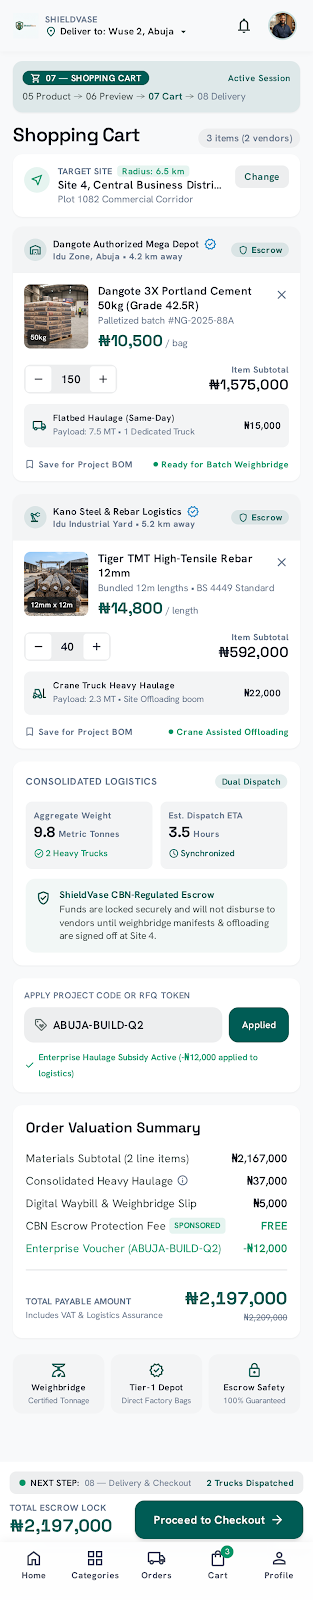 SHIELDVASE
Deliver to: Wuse 2, Abuja
07 — SHOPPING CART
Active Session
05 Product → 06 Preview → 07 Cart → 08 Delivery
Shopping Cart
3 items (2 vendors)
TARGET SITE Radius: 6.5 km
Site 4, Central Business Distri...
Plot 1082 Commercial Corridor
Change
Dangote Authorized Mega Depot
Idu Zone, Abuja • 4.2 km away
Escrow
Dangote 3X Portland Cement
50kg (Grade 42.5R)
Palletized batch #NG-2025-88A
₦10,500 / bag
50kg
− 150 +
Item Subtotal
₦1,575,000
Flatbed Haulage (Same-Day)
Payload: 7.5 MT • 1 Dedicated Truck
₦15,000
Save for Project BOM
Ready for Batch Weighbridge
Kano Steel & Rebar Logistics
Idu Industrial Yard • 5.2 km away
Escrow
Tiger TMT High-Tensile Rebar
12mm
Bundled 12m lengths • BS 4449 Standard
₦14,800 / length
12mm x 12m
− 40 +
Item Subtotal
₦592,000
Crane Truck Heavy Haulage
Payload: 2.3 MT • Site Offloading boom
₦22,000
Save for Project BOM
Crane Assisted Offloading
CONSOLIDATED LOGISTICS
Dual Dispatch
Aggregate Weight
9.8 Metric Tonnes
2 Heavy Trucks
Est. Dispatch ETA
3.5 Hours
Synchronized
ShieldVase CBN-Regulated Escrow
Funds are locked securely and will not disburse to
vendors until weighbridge manifests & offloading
are signed off at Site 4.
APPLY PROJECT CODE OR RFQ TOKEN
ABUJA-BUILD-Q2
Applied
Enterprise Haulage Subsidy Active (-₦12,000 applied to
logistics)
Order Valuation Summary
Materials Subtotal (2 line items) ₦2,167,000
Consolidated Heavy Haulage ₦37,000
Digital Waybill & Weighbridge Slip ₦5,000
CBN Escrow Protection Fee SPONSORED FREE
Enterprise Voucher (ABUJA-BUILD-Q2) -₦12,000
TOTAL PAYABLE AMOUNT
Includes VAT & Logistics Assurance
₦2,197,000
₦2,209,000
Weighbridge
Certified Tonnage
Tier-1 Depot
Direct Factory Bags
Escrow Safety
100% Guaranteed
NEXT STEP: 08 — Delivery & Checkout 2 Trucks Dispatched
TOTAL ESCROW LOCK
₦2,197,000
Proceed to Checkout →
3
Home Categories Orders Cart Profile